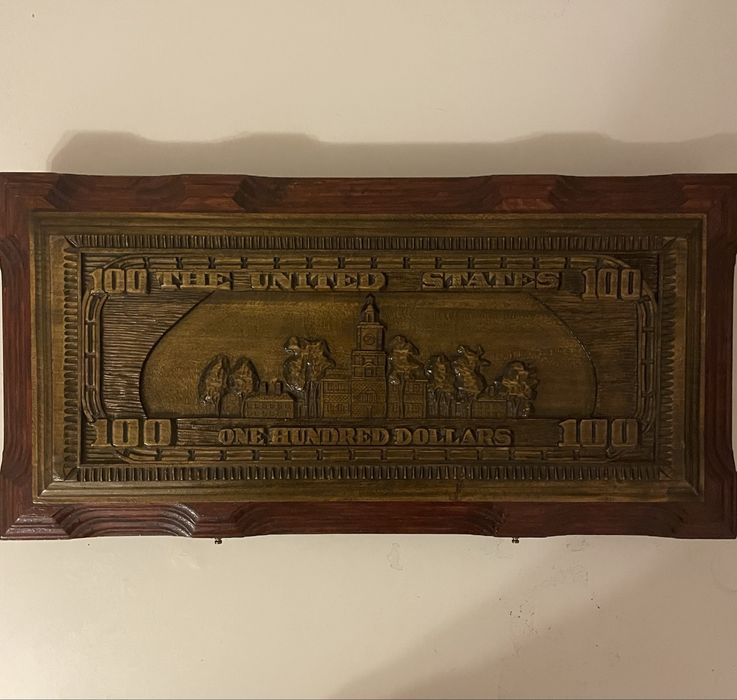 100 THE UNITED STATES 100
100 ONE HUNDRED DOLLARS 100